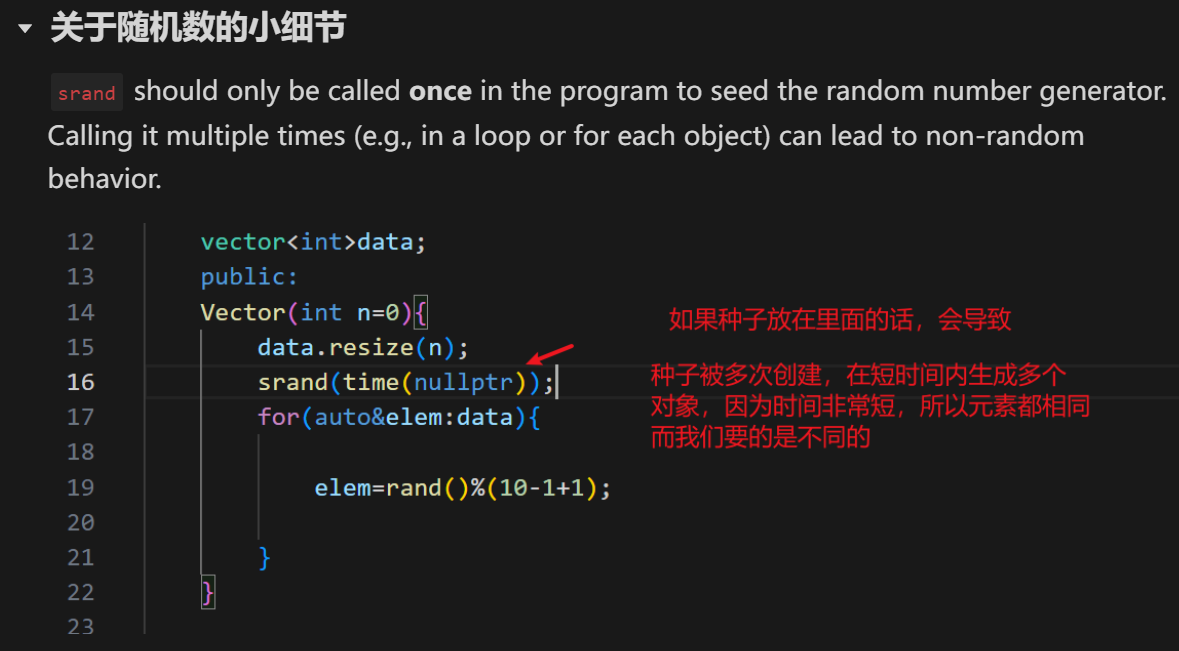 关于随机数的小细节
srand should only be called once in the program to seed the random number generator.
Calling it multiple times (e.g., in a loop or for each object) can lead to non-random
behavior.
12 vector<int>data;
13 public:
14 Vector(int n=0){
如果种子放在里面的话，会导致
15 data.resize(n);
16 srand(time(nullptr));
种子被多次创建，在短时间内生成多个
对象，因为时间非常短，所以元素都相同
而我们要的是不同的
17 for(auto&elem:data){
18
19 elem=rand()%(10-1+1);
20
21 }
22 }
23